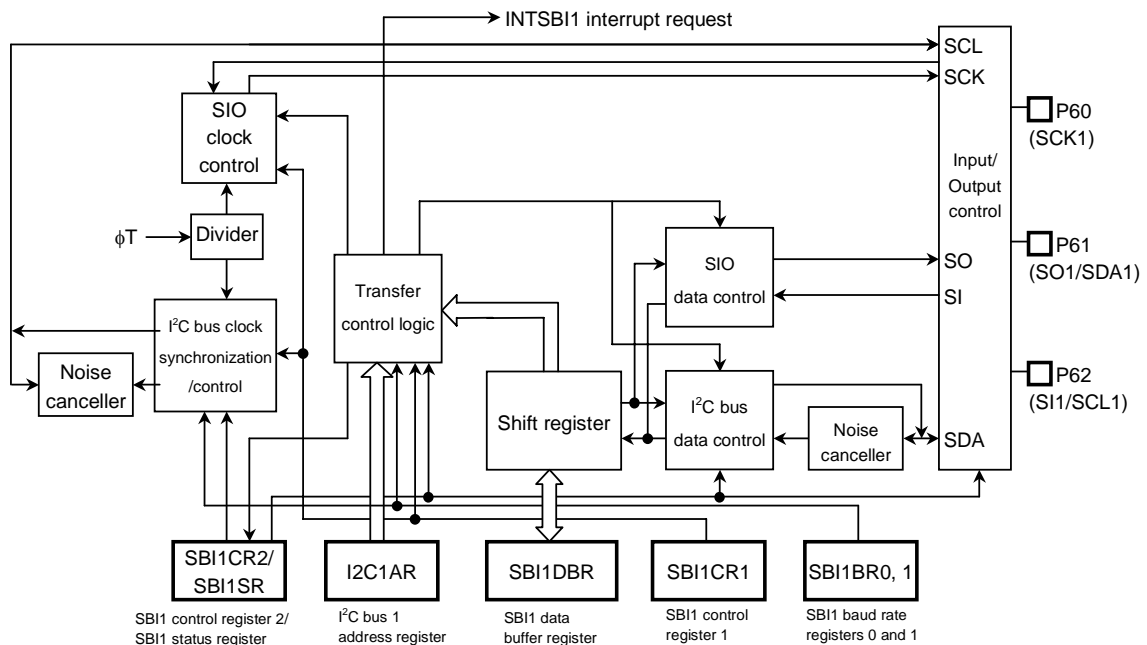 INTSBI1 interrupt request
SCL
SCK
SIO
clock
control
P60
(SCK1)
Input/
Output
control
φT
Divider
P61
(SO1/SDA1)
SO
SI
SIO
data control
Transfer
control logic
I²C bus clock
synchronization
/control
Noise
canceller
P62
(SI1/SCL1)
Shift register
I²C bus
data control
Noise
canceller
SDA
SBI1CR2/
SBI1SR
I2C1AR
SBI1DBR
SBI1CR1
SBI1BR0, 1
SBI1 control register 2/
SBI1 status register
I²C bus 1
address register
SBI1 data
buffer register
SBI1 control
register 1
SBI1 baud rate
registers 0 and 1